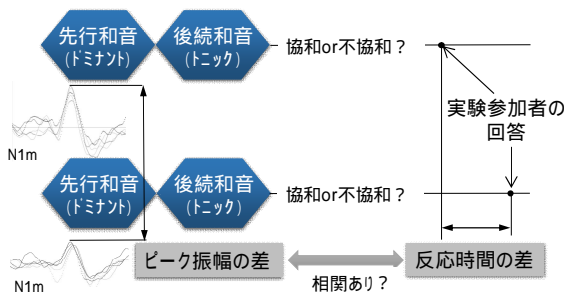 先行和音
(ﾄﾞﾐﾅﾝﾄ)
後続和音
(ﾄﾆｯｸ)
協和or不協和？
実験参加者の
回答
N1m
先行和音
(ﾄﾞﾐﾅﾝﾄ)
後続和音
(ﾄﾆｯｸ)
協和or不協和？
N1m
ピーク振幅の差
相関あり？
反応時間の差